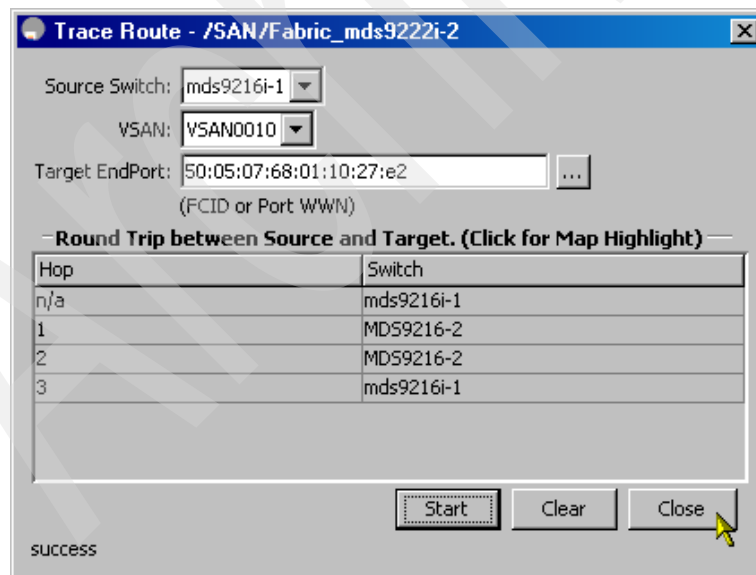 Trace Route - /SAN/Fabric_mds9222i-2
Source Switch: mds9216i-1
VSAN: VSAN0010
Target EndPort: 50:05:07:68:01:10:27:e2 ...
(FCID or Port WWN)
Round Trip between Source and Target. (Click for Map Highlight)
Hop Switch
n/a mds9216i-1
1 MDS9216-2
2 MDS9216-2
3 mds9216i-1
Start Clear Close
success